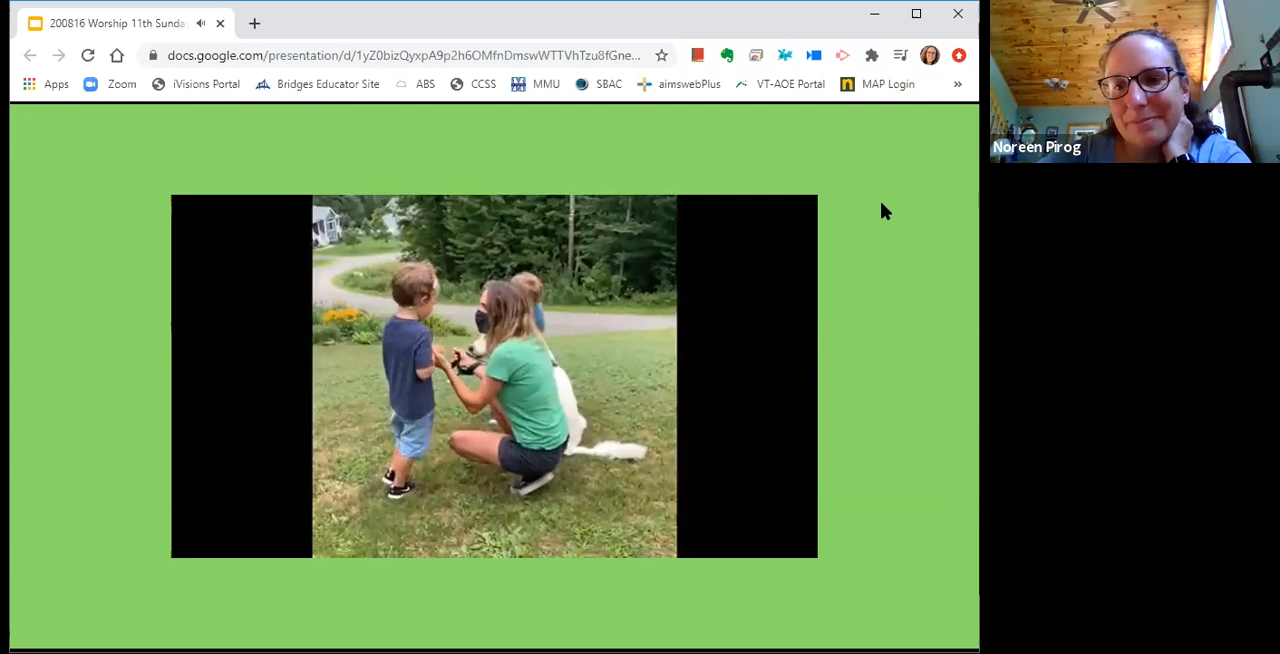 200816 Worship 11th Sunda
docs.google.com/presentation/d/1yZ0bizQyxpA9p2h6OMfnDmswWTTVhTzu8fGne...
Apps Zoom iVisions Portal Bridges Educator Site ABS CCSS MMU SBAC aimswebPlus VT-AOE Portal MAP Login »
Noreen Pirog